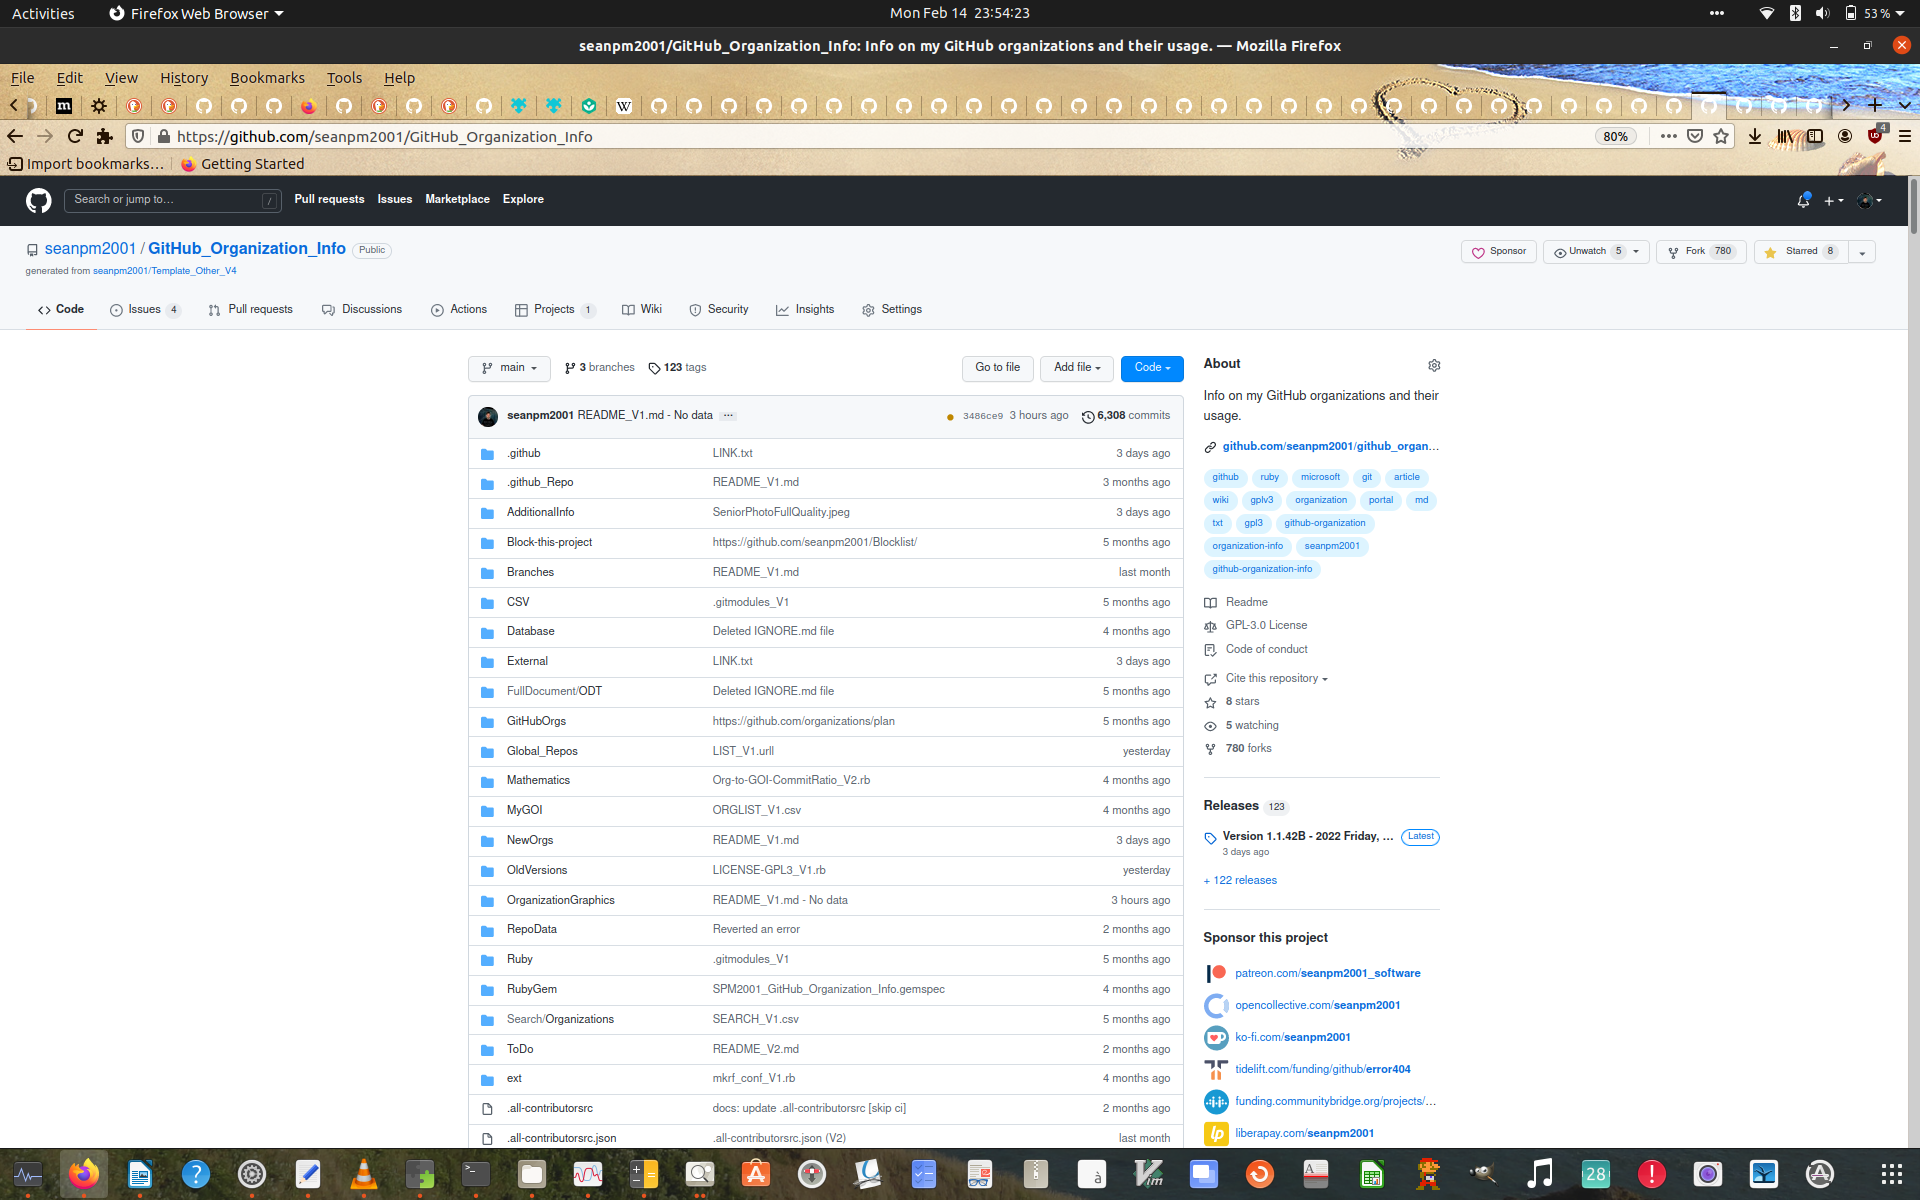 Activities Firefox Web Browser Mon Feb 14 23:54:23 53 %
seanpm2001/GitHub_Organization_Info: Info on my GitHub organizations and their usage. — Mozilla Firefox
File Edit View History Bookmarks Tools Help
https://github.com/seanpm2001/GitHub_Organization_Info 80% 4
Import bookmarks… Getting Started
Search or jump to… / Pull requests Issues Marketplace Explore
seanpm2001 / GitHub_Organization_Info Public Sponsor Unwatch 5 Fork 780 Starred 8
generated from seanpm2001/Template_Other_V4
Code Issues 4 Pull requests Discussions Actions Projects 1 Wiki Security Insights Settings
main 3 branches 123 tags Go to file Add file Code
seanpm2001 README_V1.md - No data ··· 3486ce9 3 hours ago 6,308 commits
.github LINK.txt 3 days ago
.github_Repo README_V1.md 3 months ago
AdditionalInfo SeniorPhotoFullQuality.jpeg 3 days ago
Block-this-project https://github.com/seanpm2001/Blocklist/ 5 months ago
Branches README_V1.md last month
CSV .gitmodules_V1 5 months ago
Database Deleted IGNORE.md file 4 months ago
External LINK.txt 3 days ago
FullDocument/ODT Deleted IGNORE.md file 5 months ago
GitHubOrgs https://github.com/organizations/plan 5 months ago
Global_Repos LIST_V1.urll yesterday
Mathematics Org-to-GOI-CommitRatio_V2.rb 4 months ago
MyGOI ORGLIST_V1.csv 4 months ago
NewOrgs README_V1.md 3 days ago
OldVersions LICENSE-GPL3_V1.rb yesterday
OrganizationGraphics README_V1.md - No data 3 hours ago
RepoData Reverted an error 2 months ago
Ruby .gitmodules_V1 5 months ago
RubyGem SPM2001_GitHub_Organization_Info.gemspec 4 months ago
Search/Organizations SEARCH_V1.csv 5 months ago
ToDo README_V2.md 2 months ago
ext mkrf_conf_V1.rb 4 months ago
.all-contributorsrc docs: update .all-contributorsrc [skip ci] 2 months ago
.all-contributorsrc.json .all-contributorsrc.json (V2) last month
About
Info on my GitHub organizations and their
usage.
github.com/seanpm2001/github_organ…
github ruby microsoft git article
wiki gplv3 organization portal md
txt gpl3 github-organization
organization-info seanpm2001
github-organization-info
Readme
GPL-3.0 License
Code of conduct
Cite this repository
8 stars
5 watching
780 forks
Releases 123
Version 1.1.42B - 2022 Friday, … Latest
3 days ago
+ 122 releases
Sponsor this project
patreon.com/seanpm2001_software
opencollective.com/seanpm2001
ko-fi.com/seanpm2001
tidelift.com/funding/github/error404
funding.communitybridge.org/projects/…
liberapay.com/seanpm2001